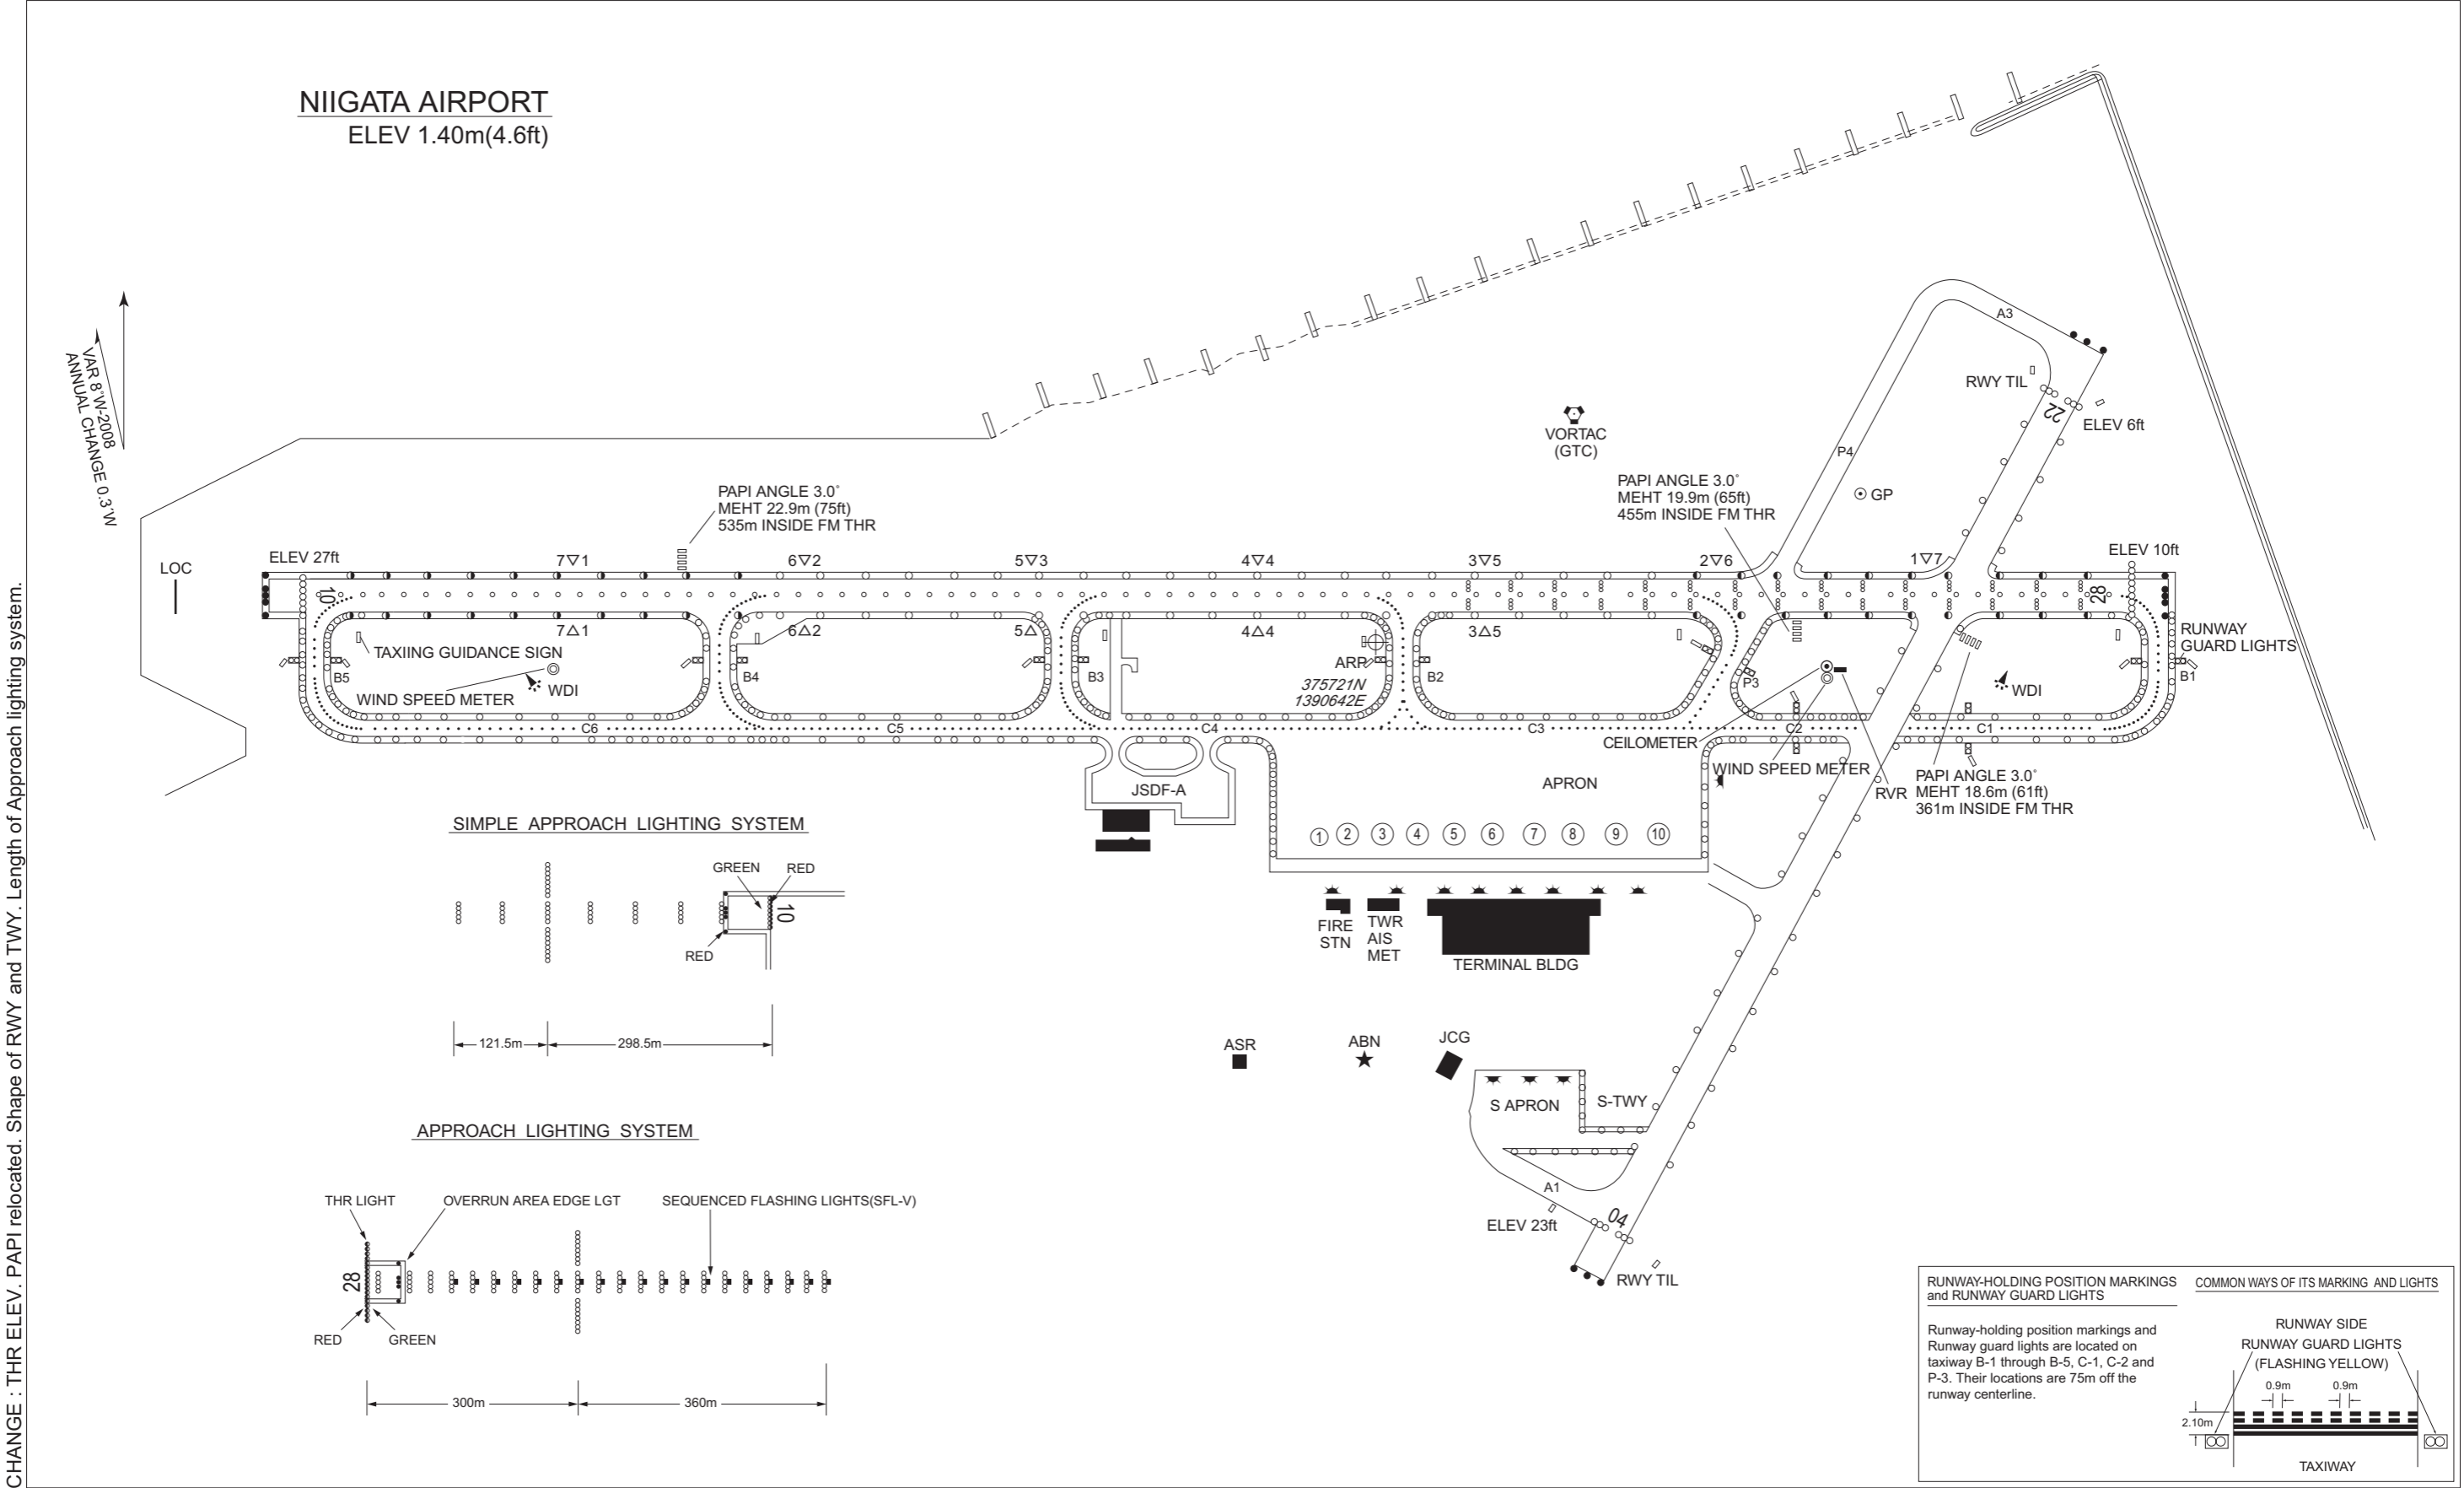 NIIGATA AIRPORT
ELEV 1.40m(4.6ft)
VAR 8°W-2008
ANNUAL CHANGE 0.3'W
CHANGE : THR ELEV. PAPI relocated. Shape of RWY and TWY. Length of Approach lighting system.
A3
RWY TIL
22
ELEV 6ft
VORTAC
(GTC)
P4
GP
PAPI ANGLE 3.0°
MEHT 22.9m (75ft)
535m INSIDE FM THR
PAPI ANGLE 3.0°
MEHT 19.9m (65ft)
455m INSIDE FM THR
LOC
ELEV 27ft
7▽1
6▽2
5▽3
4▽4
3▽5
2▽6
1▽7
ELEV 10ft
10
28
7△1
6△2
5△
4△4
3△5
TAXIING GUIDANCE SIGN
RUNWAY
GUARD LIGHTS
B5
B4
B3
ARP
B2
P3
B1
375721N
1390642E
WIND SPEED METER
WDI
WDI
C6
C5
C4
C3
C2
C1
CEILOMETER
WIND SPEED METER
RVR
PAPI ANGLE 3.0°
MEHT 18.6m (61ft)
361m INSIDE FM THR
JSDF-A
APRON
1 2 3 4 5 6 7 8 9 10
FIRE
STN
TWR
AIS
MET
TERMINAL BLDG
SIMPLE APPROACH LIGHTING SYSTEM
GREEN
RED
10
RED
121.5m
298.5m
ASR
ABN
JCG
S APRON
S-TWY
A1
ELEV 23ft
04
RWY TIL
APPROACH LIGHTING SYSTEM
THR LIGHT
OVERRUN AREA EDGE LGT
SEQUENCED FLASHING LIGHTS(SFL-V)
28
RED
GREEN
300m
360m
RUNWAY-HOLDING POSITION MARKINGS
and RUNWAY GUARD LIGHTS
Runway-holding position markings and
Runway guard lights are located on
taxiway B-1 through B-5, C-1, C-2 and
P-3. Their locations are 75m off the
runway centerline.
COMMON WAYS OF ITS MARKING AND LIGHTS
RUNWAY SIDE
RUNWAY GUARD LIGHTS
(FLASHING YELLOW)
0.9m
0.9m
2.10m
TAXIWAY